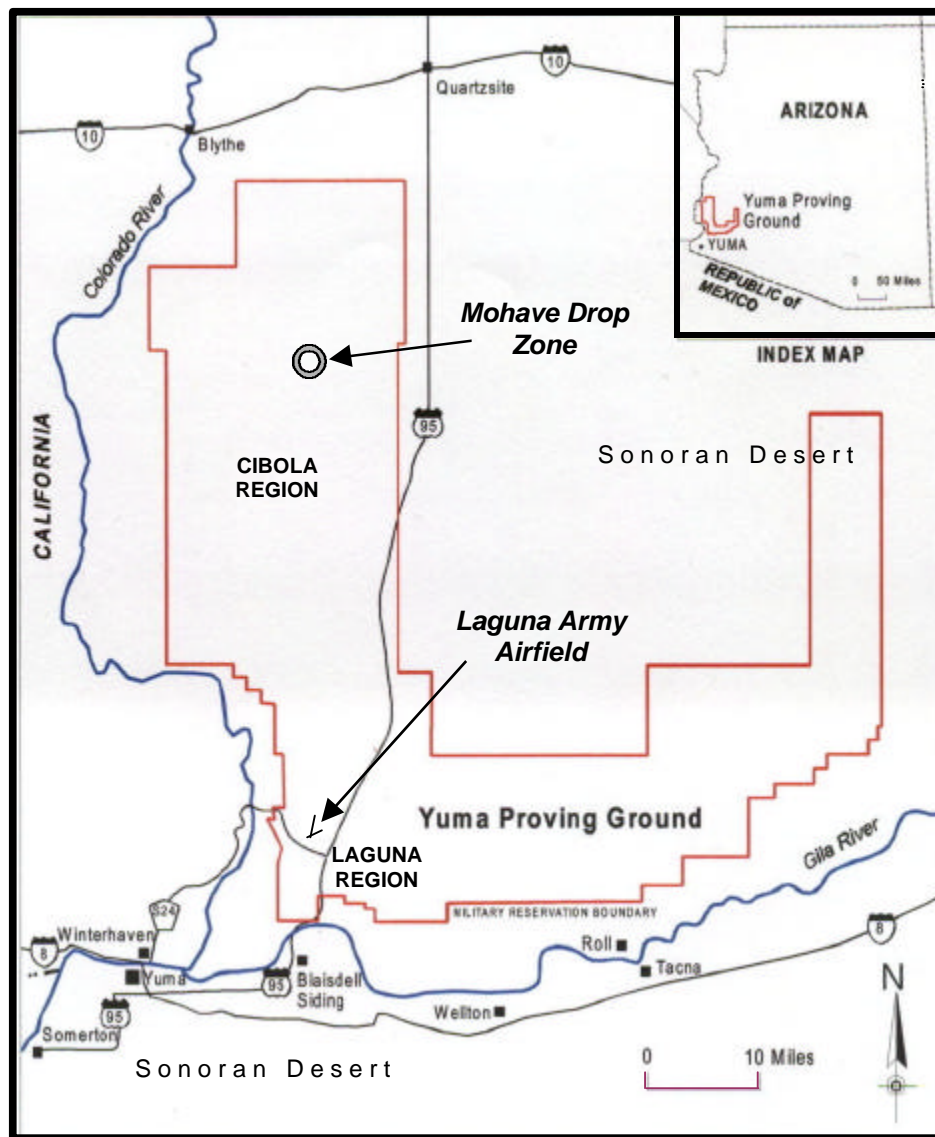 10
10
Quartzsite
Blythe
Colorado River
ARIZONA
Yuma Proving
Ground
YUMA
REPUBLIC of
MEXICO
0 50 Miles
INDEX MAP
Mohave Drop
Zone
95
CALIFORNIA
CIBOLA
REGION
Sonoran Desert
Laguna Army
Airfield
Yuma Proving Ground
LAGUNA
REGION
Gila River
MILITARY RESERVATION BOUNDARY
S24
8
Winterhaven
Yuma
95
Blaisdell
Siding
Roll
Tacna
8
Wellton
95
Somerton
Sonoran Desert
0 10 Miles
N